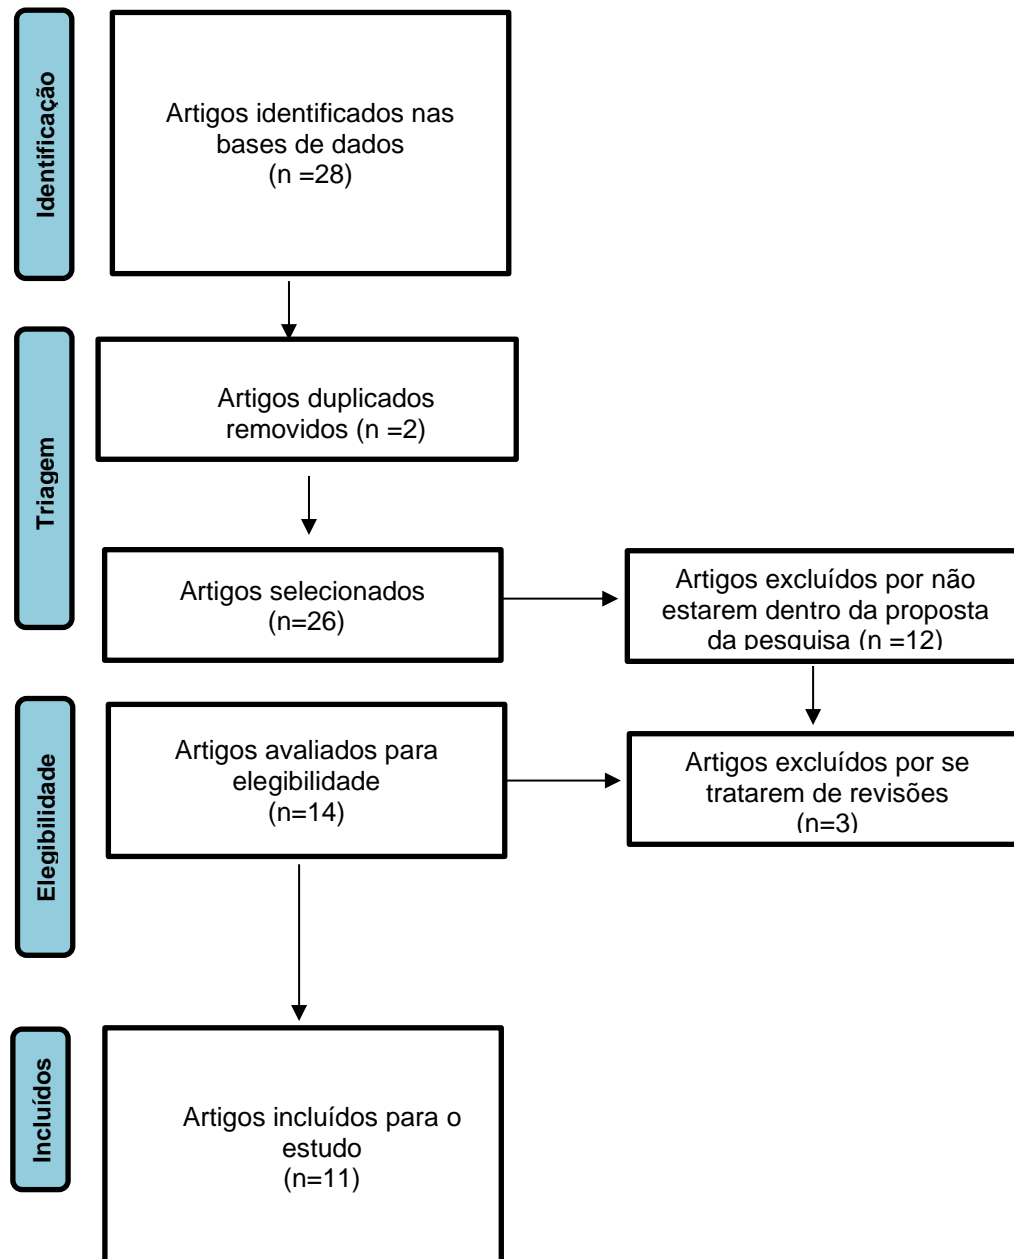 Identificação
Artigos identificados nas
bases de dados
(n =28)
Triagem
Artigos duplicados
removidos (n =2)
Artigos selecionados
(n=26)
Artigos excluídos por não
estarem dentro da proposta
da pesquisa (n =12)
Elegibilidade
Artigos avaliados para
elegibilidade
(n=14)
Artigos excluídos por se
tratarem de revisões
(n=3)
Incluídos
Artigos incluídos para o
estudo
(n=11)